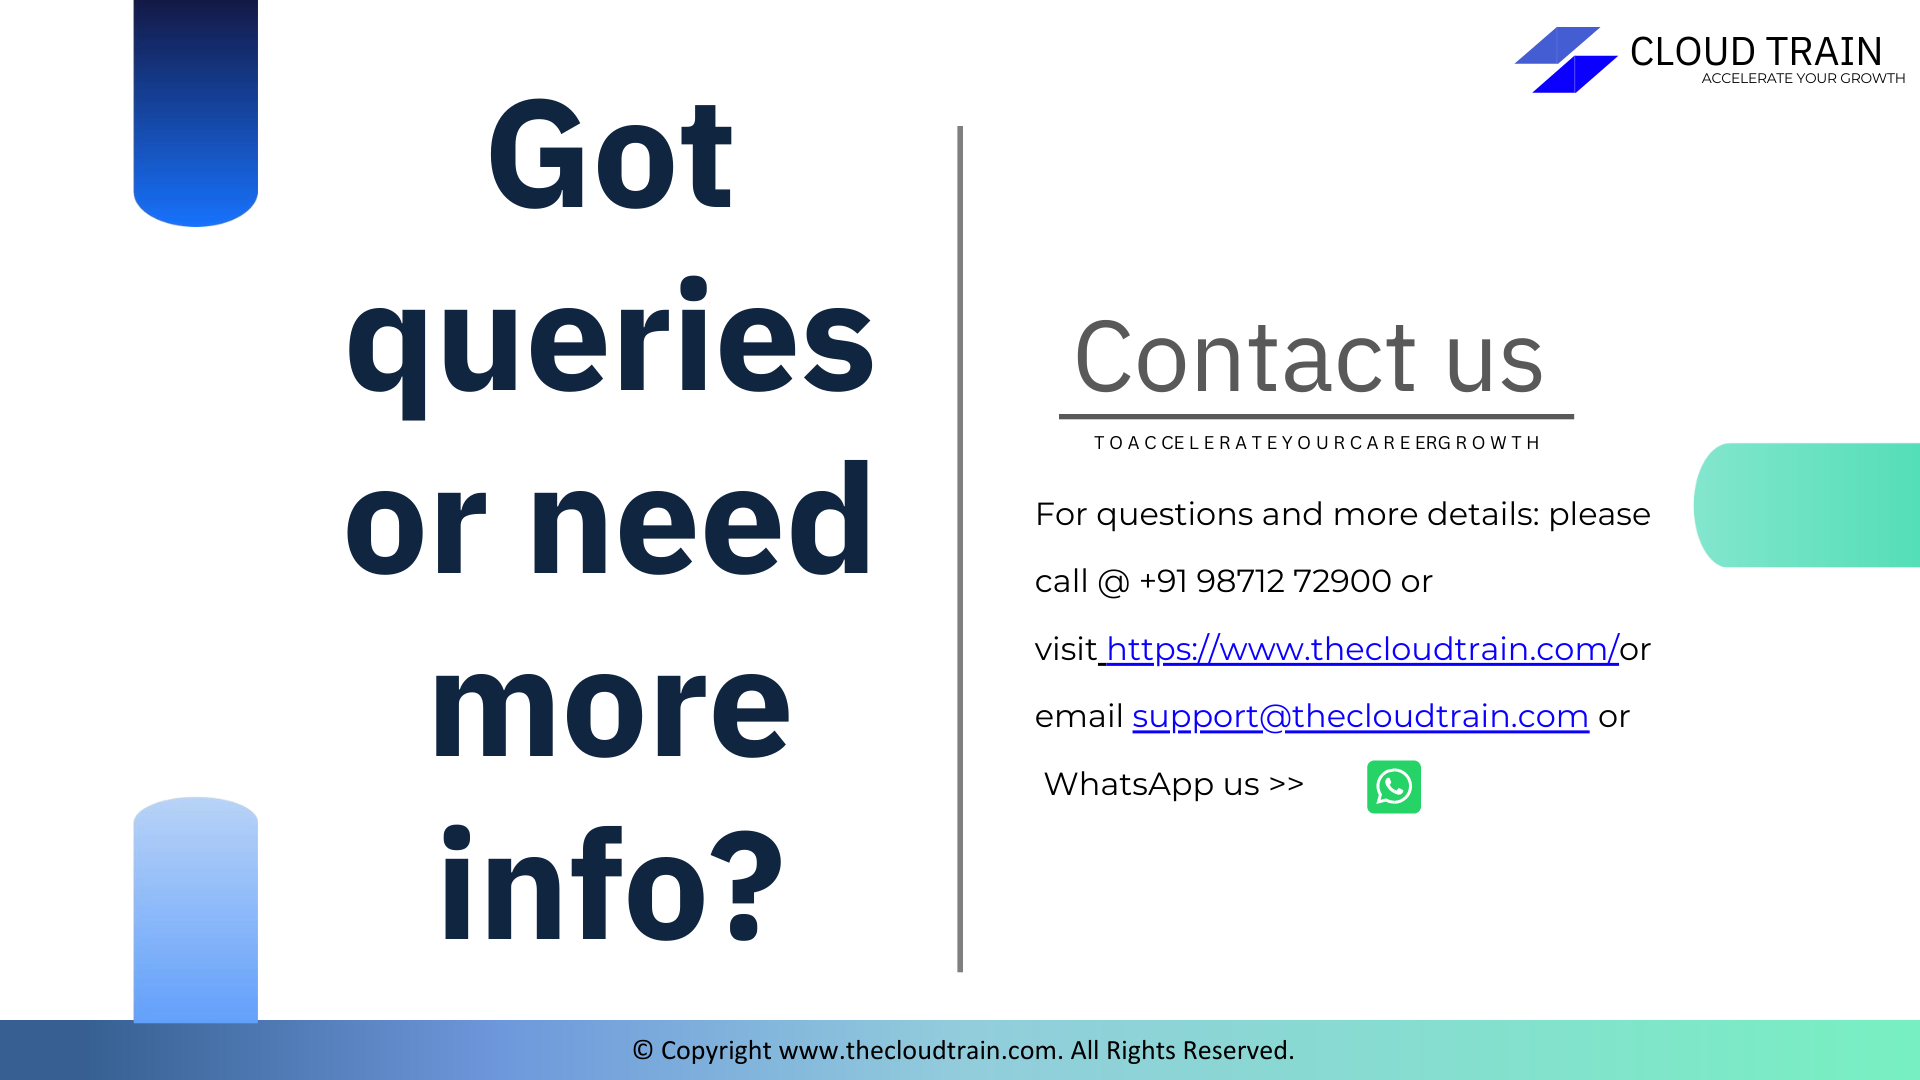 CLOUD TRAIN
ACCELERATE YOUR GROWTH
Got
queries
or need
more
info?
Contact us
TOACCELERATEYOURCAREERGROWTH
For questions and more details: please
call @ +91 98712 72900 or
visit https://www.thecloudtrain.com/or
email support@thecloudtrain.com or
WhatsApp us >>
© Copyright www.thecloudtrain.com. All Rights Reserved.